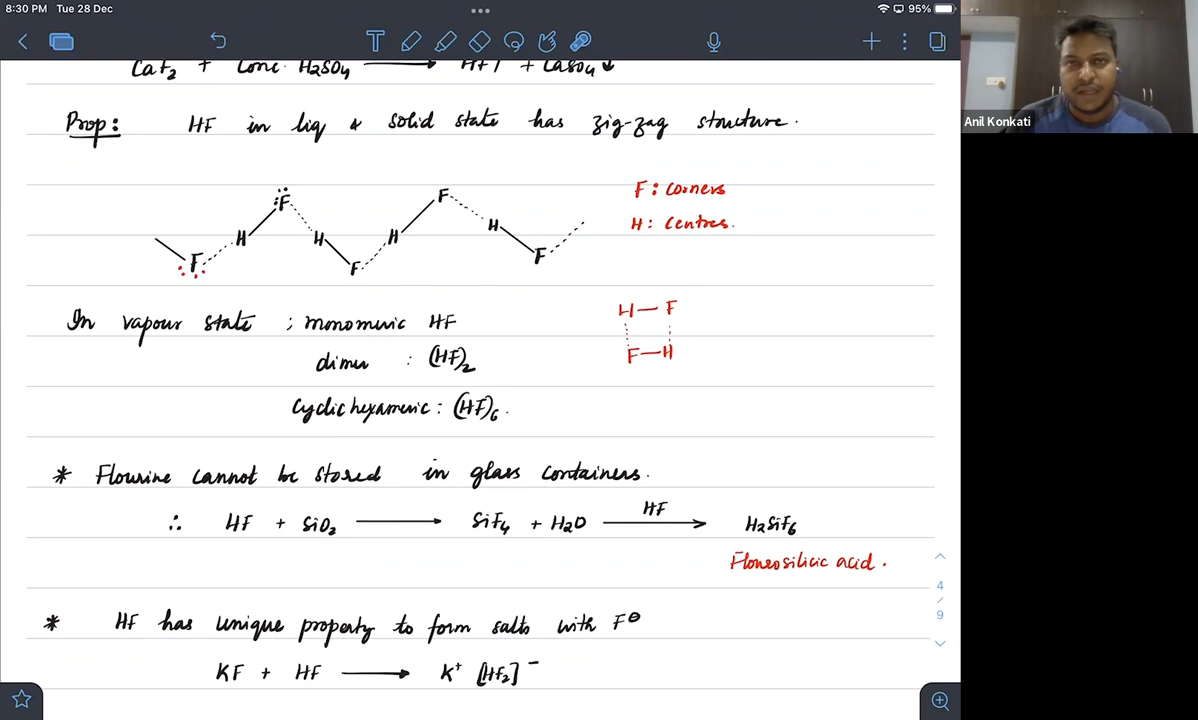 8:30 PM Tue 28 Dec
95%
CaF2 + Conc. H2SO4 → HF↑ + CaSO4↓
Anil Konkati
Prop: HF in liq & solid state has zig-zag structure.
F: corners
H: Centres.
F F
H H H H
F F F
In vapour state ; monomeric HF
H — F
dimer : (HF)2
F — H
Cyclic hexameric : (HF)6.
* Flourine cannot be stored in glass containers.
∴ HF + SiO2 → SiF4 + H2O HF → H2SiF6
Flourosilicic acid.
4
/
9
* HF has unique property to form salts with F⊖
KF + HF → K+ [HF2]−